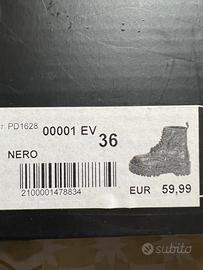 PD1628 00001 EV 36
NERO
2100001478834
EUR 59,99
subito